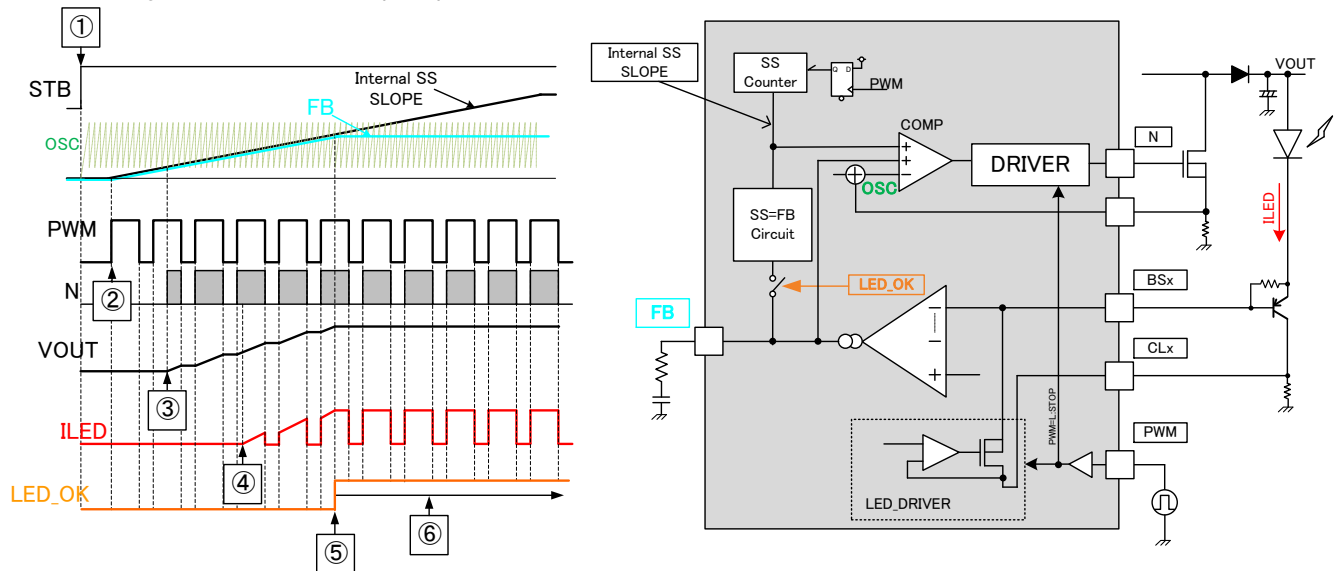 ①
STB
Internal SS
SLOPE
FB
OSC
PWM
②
N
VOUT
③
ILED
④
LED_OK
⑤
⑥
Internal SS
SLOPE
SS
Counter
Q
D
PWM
COMP
+
+
−
OSC
DRIVER
N
VOUT
ILED
SS=FB
Circuit
LED_OK
FB
−
−
+
BSx
CLx
PWM=L:STOP
PWM
LED_DRIVER